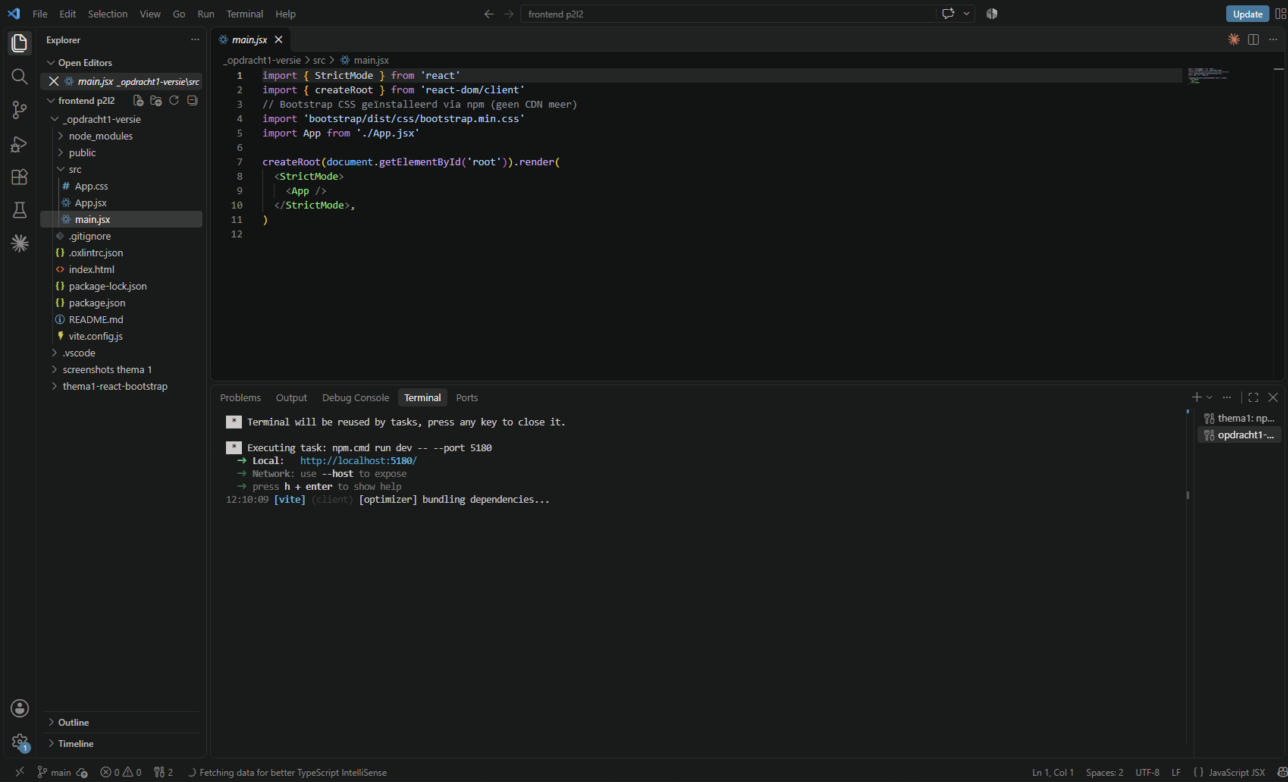 File Edit Selection View Go Run Terminal Help
frontend p2l2
Update
Explorer
Open Editors
main.jsx _opdracht1-versie\src
frontend p2l2
_opdracht1-versie
node_modules
public
src
App.css
App.jsx
main.jsx
.gitignore
.oxlintrc.json
index.html
package-lock.json
package.json
README.md
vite.config.js
.vscode
screenshots thema 1
thema1-react-bootstrap
Outline
Timeline
main.jsx
_opdracht1-versie > src > main.jsx
1 import { StrictMode } from 'react'
2 import { createRoot } from 'react-dom/client'
3 // Bootstrap CSS geïnstalleerd via npm (geen CDN meer)
4 import 'bootstrap/dist/css/bootstrap.min.css'
5 import App from './App.jsx'
6
7 createRoot(document.getElementById('root')).render(
8 <StrictMode>
9 <App />
10 </StrictMode>,
11 )
12
Problems Output Debug Console Terminal Ports
* Terminal will be reused by tasks, press any key to close it.
* Executing task: npm.cmd run dev -- --port 5180
→ Local: http://localhost:5180/
→ Network: use --host to expose
→ press h + enter to show help
12:10:09 [vite] (client) [optimizer] bundling dependencies...
thema1: np...
opdracht1-...
1
main 0 0 2 Fetching data for better TypeScript IntelliSense
Ln 1, Col 1 Spaces: 2 UTF-8 LF { } JavaScript JSX